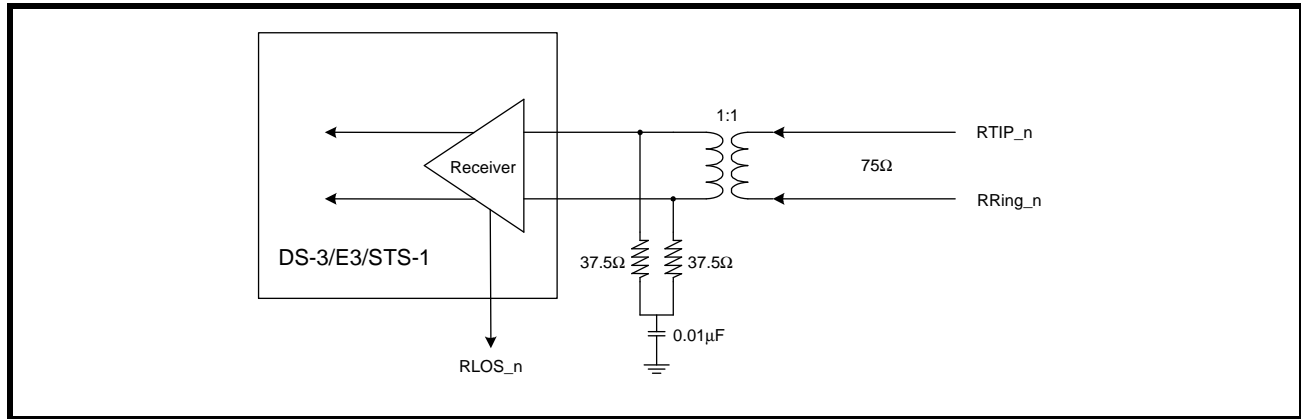 1:1
RTIP_n
Receiver
75Ω
RRing_n
DS-3/E3/STS-1
37.5Ω
37.5Ω
0.01μF
RLOS_n